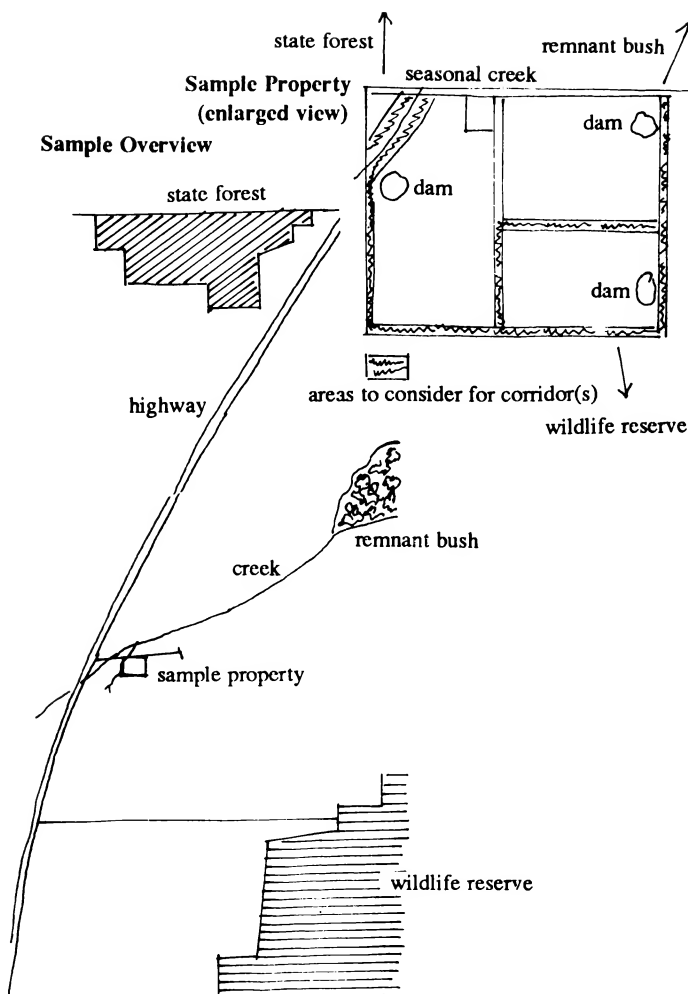 state forest
remnant bush
Sample Property
(enlarged view)
seasonal creek
Sample Overview
state forest
dam
dam
dam
areas to consider for corridor(s)
wildlife reserve
highway
remnant bush
creek
sample property
wildlife reserve